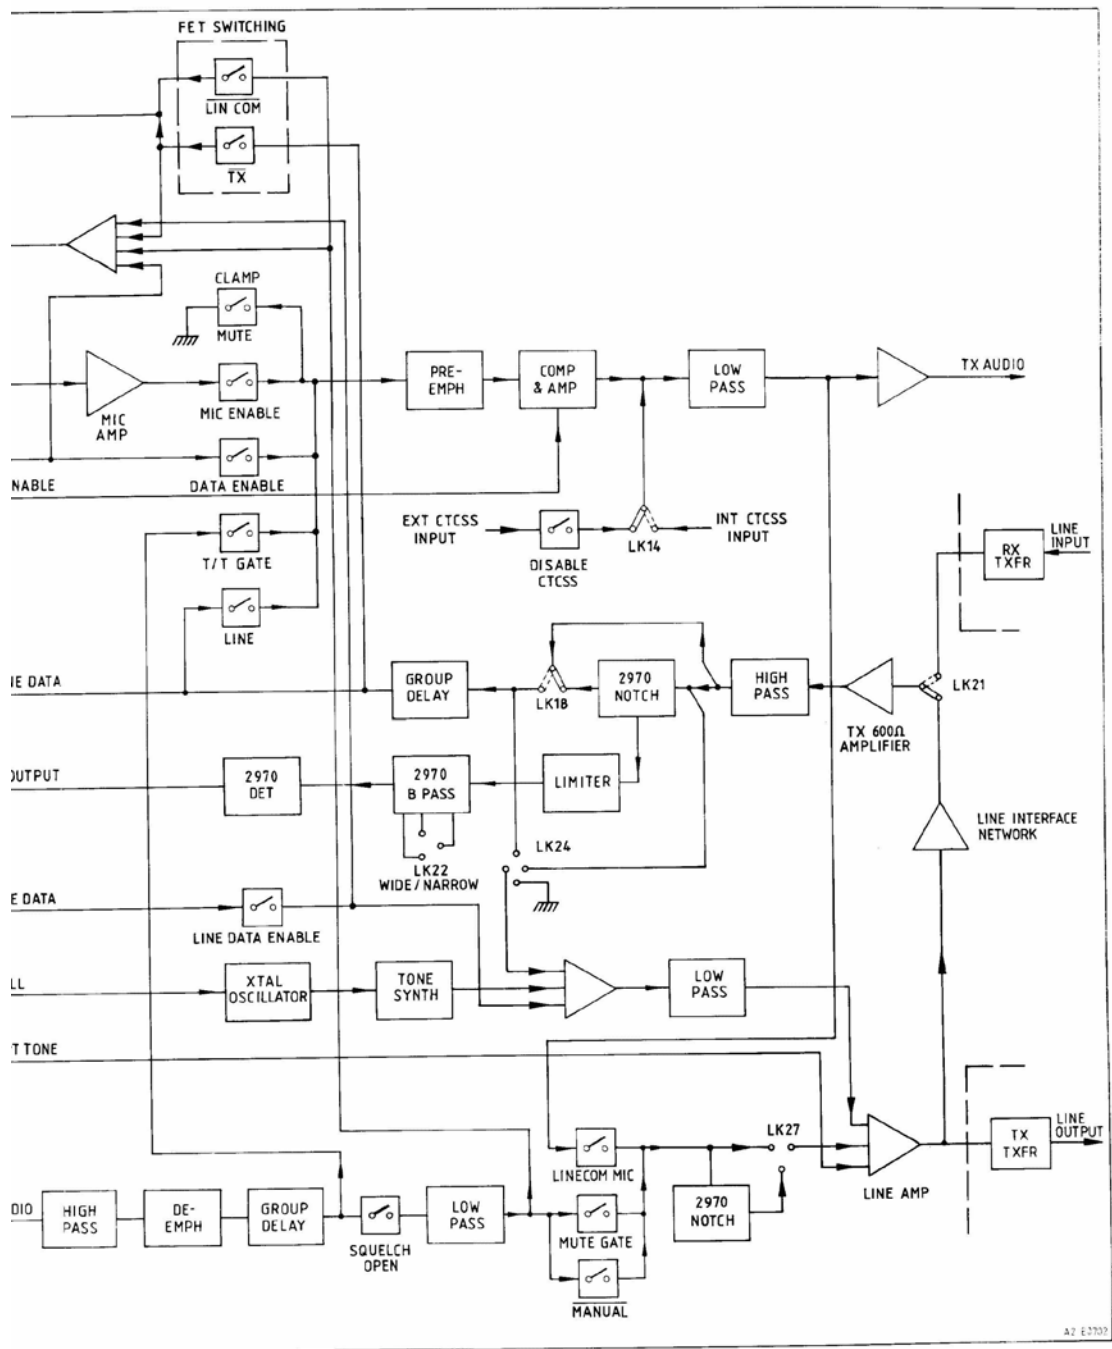 FET SWITCHING
LIN COM
TX
CLAMP
MUTE
MIC
AMP
MIC ENABLE
PRE-
EMPH
COMP
& AMP
LOW
PASS
TX AUDIO
NABLE
DATA ENABLE
EXT CTCSS
INPUT
DISABLE
CTCSS
LK14
INT CTCSS
INPUT
T/T GATE
LINE
LINE
INPUT
RX
TXFR
NE DATA
GROUP
DELAY
LK18
2970
NOTCH
HIGH
PASS
TX 600Ω
AMPLIFIER
LK21
OUTPUT
2970
DET
2970
B PASS
LIMITER
LK22
WIDE/NARROW
LK24
LINE INTERFACE
NETWORK
E DATA
LINE DATA ENABLE
LL
XTAL
OSCILLATOR
TONE
SYNTH
LOW
PASS
T TONE
LINECOM MIC
LK27
LINE AMP
TX
TXFR
LINE
OUTPUT
DIO
HIGH
PASS
DE-
EMPH
GROUP
DELAY
SQUELCH
OPEN
LOW
PASS
MUTE GATE
2970
NOTCH
MANUAL